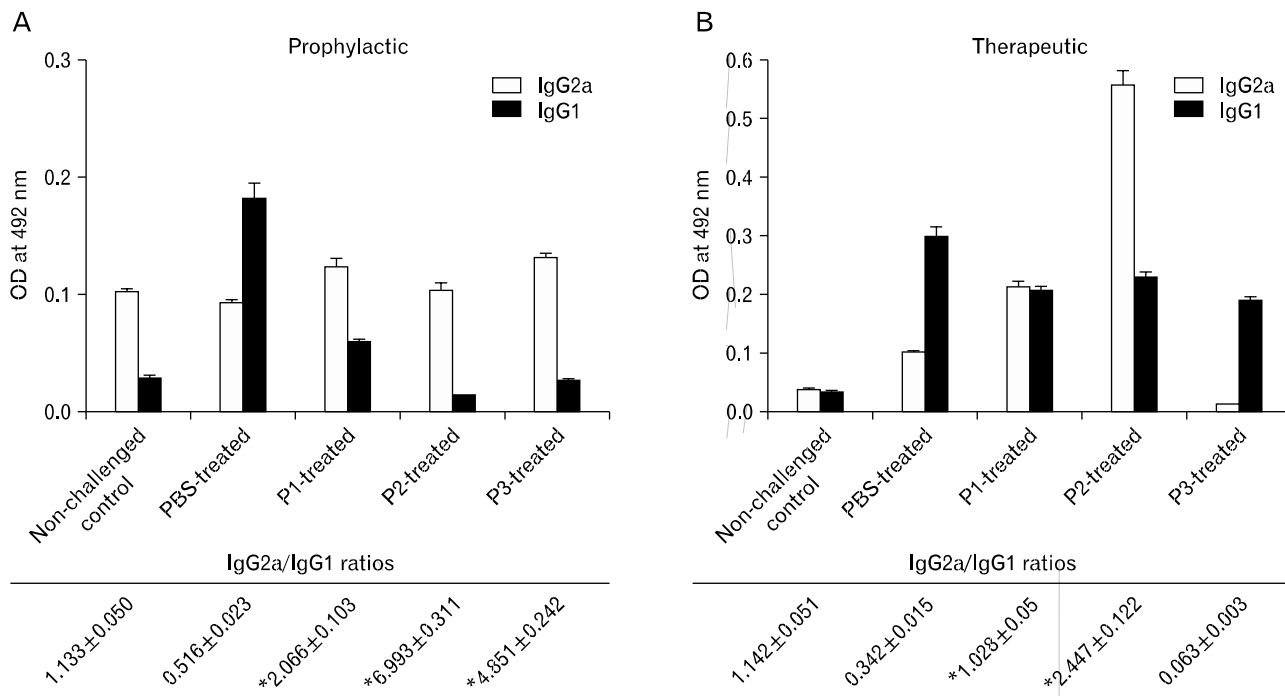 A
Prophylactic
0.3
0.2
0.1
0.0
OD at 492 nm
IgG2a
IgG1
Non-challenged
control
PBS-treated
P1-treated
P2-treated
P3-treated
IgG2a/IgG1 ratios
1.133±0.050
0.516±0.023
*2.066±0.103
*6.993±0.311
*4.851±0.242
B
Therapeutic
0.6
0.5
0.4
0.3
0.2
0.1
0.0
OD at 492 nm
IgG2a
IgG1
Non-challenged
control
PBS-treated
P1-treated
P2-treated
P3-treated
IgG2a/IgG1 ratios
1.142±0.051
0.342±0.015
*1.028±0.05
*2.447±0.122
0.063±0.003